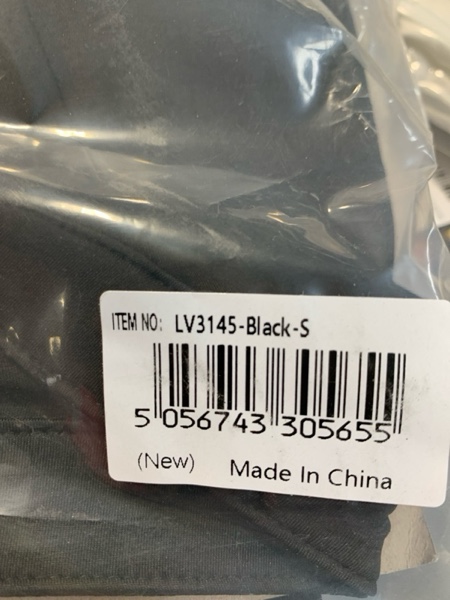 ITEM NO: LV3145-Black-S
5 056743 305655
(New) Made In China